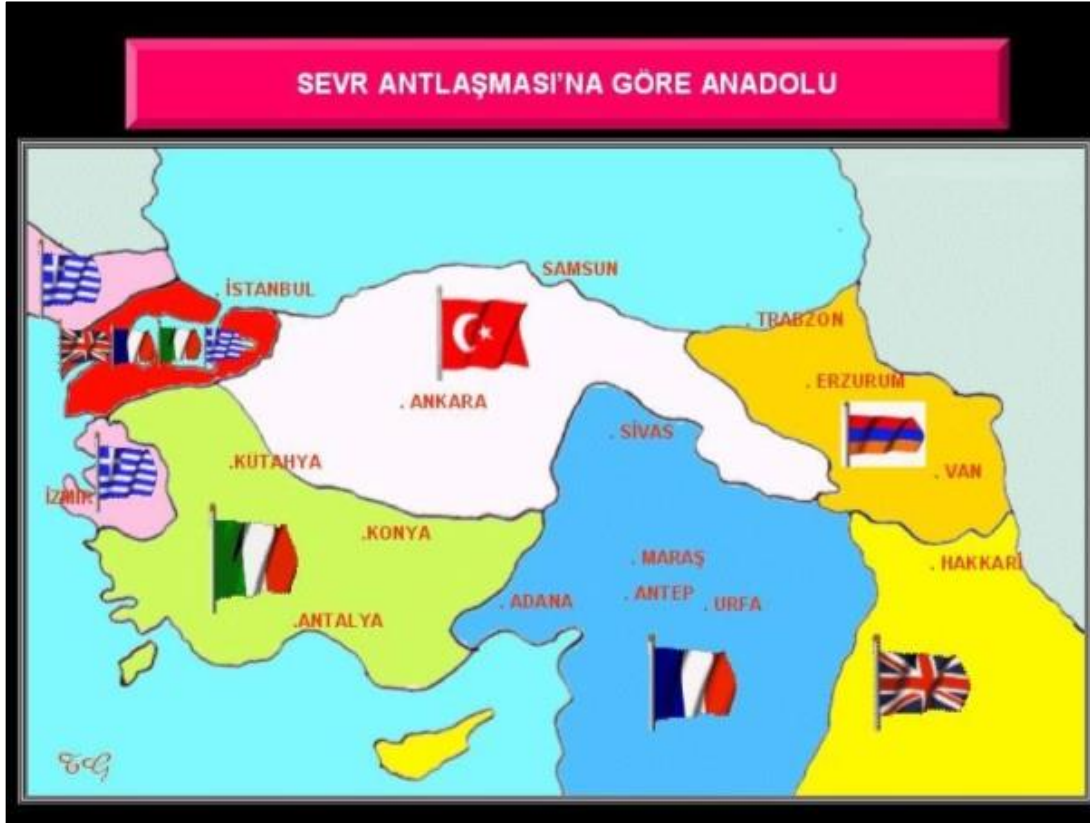 SEVR ANTLAŞMASI'NA GÖRE ANADOLU
SAMSUN
. İSTANBUL
. TRABZON
. ERZURUM
. ANKARA
. SİVAS
.KÜTAHYA
. VAN
İZMİR
.KONYA
. MARAŞ
. HAKKARİ
. ADANA
. ANTEP
. URFA
.ANTALYA